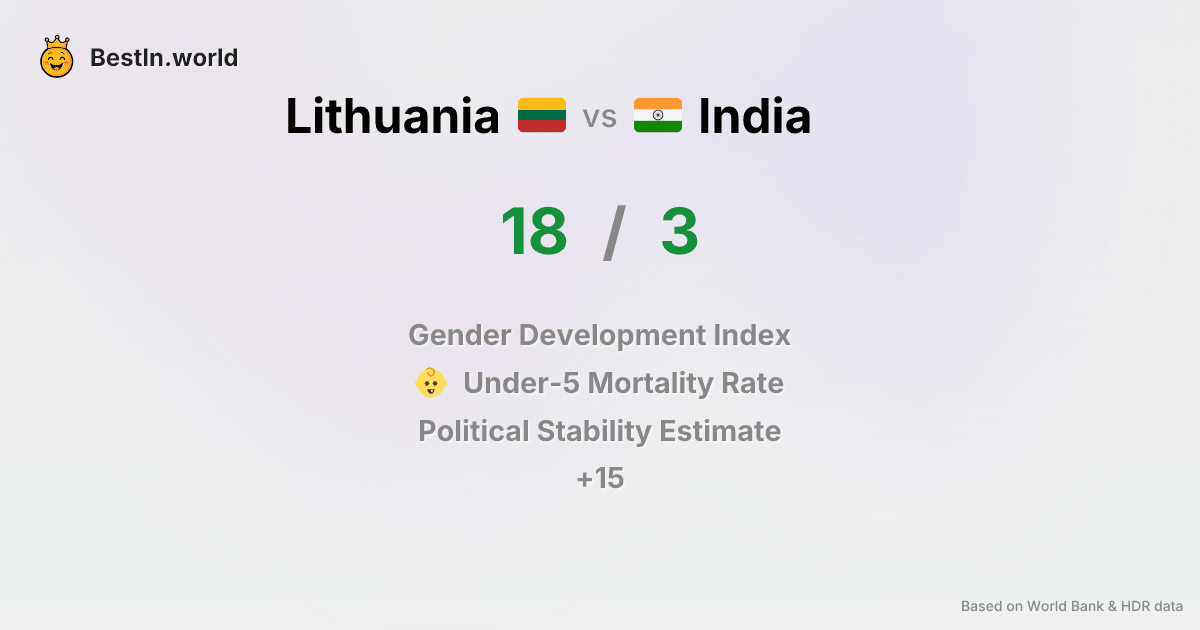 BestIn.world
Lithuania vs India
18 / 3
Gender Development Index
Under-5 Mortality Rate
Political Stability Estimate
+15
Based on World Bank & HDR data